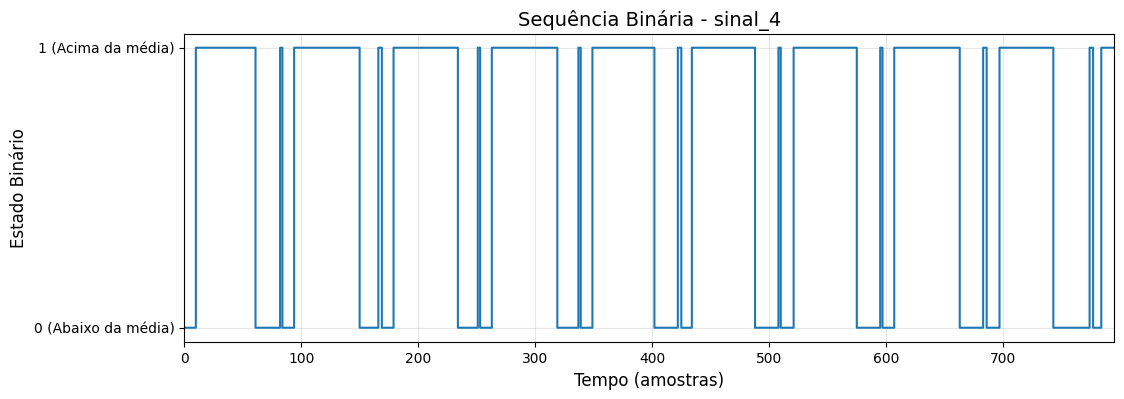 Sequência Binária - sinal_4
1 (Acima da média)
Estado Binário
0 (Abaixo da média)
0 100 200 300 400 500 600 700
Tempo (amostras)